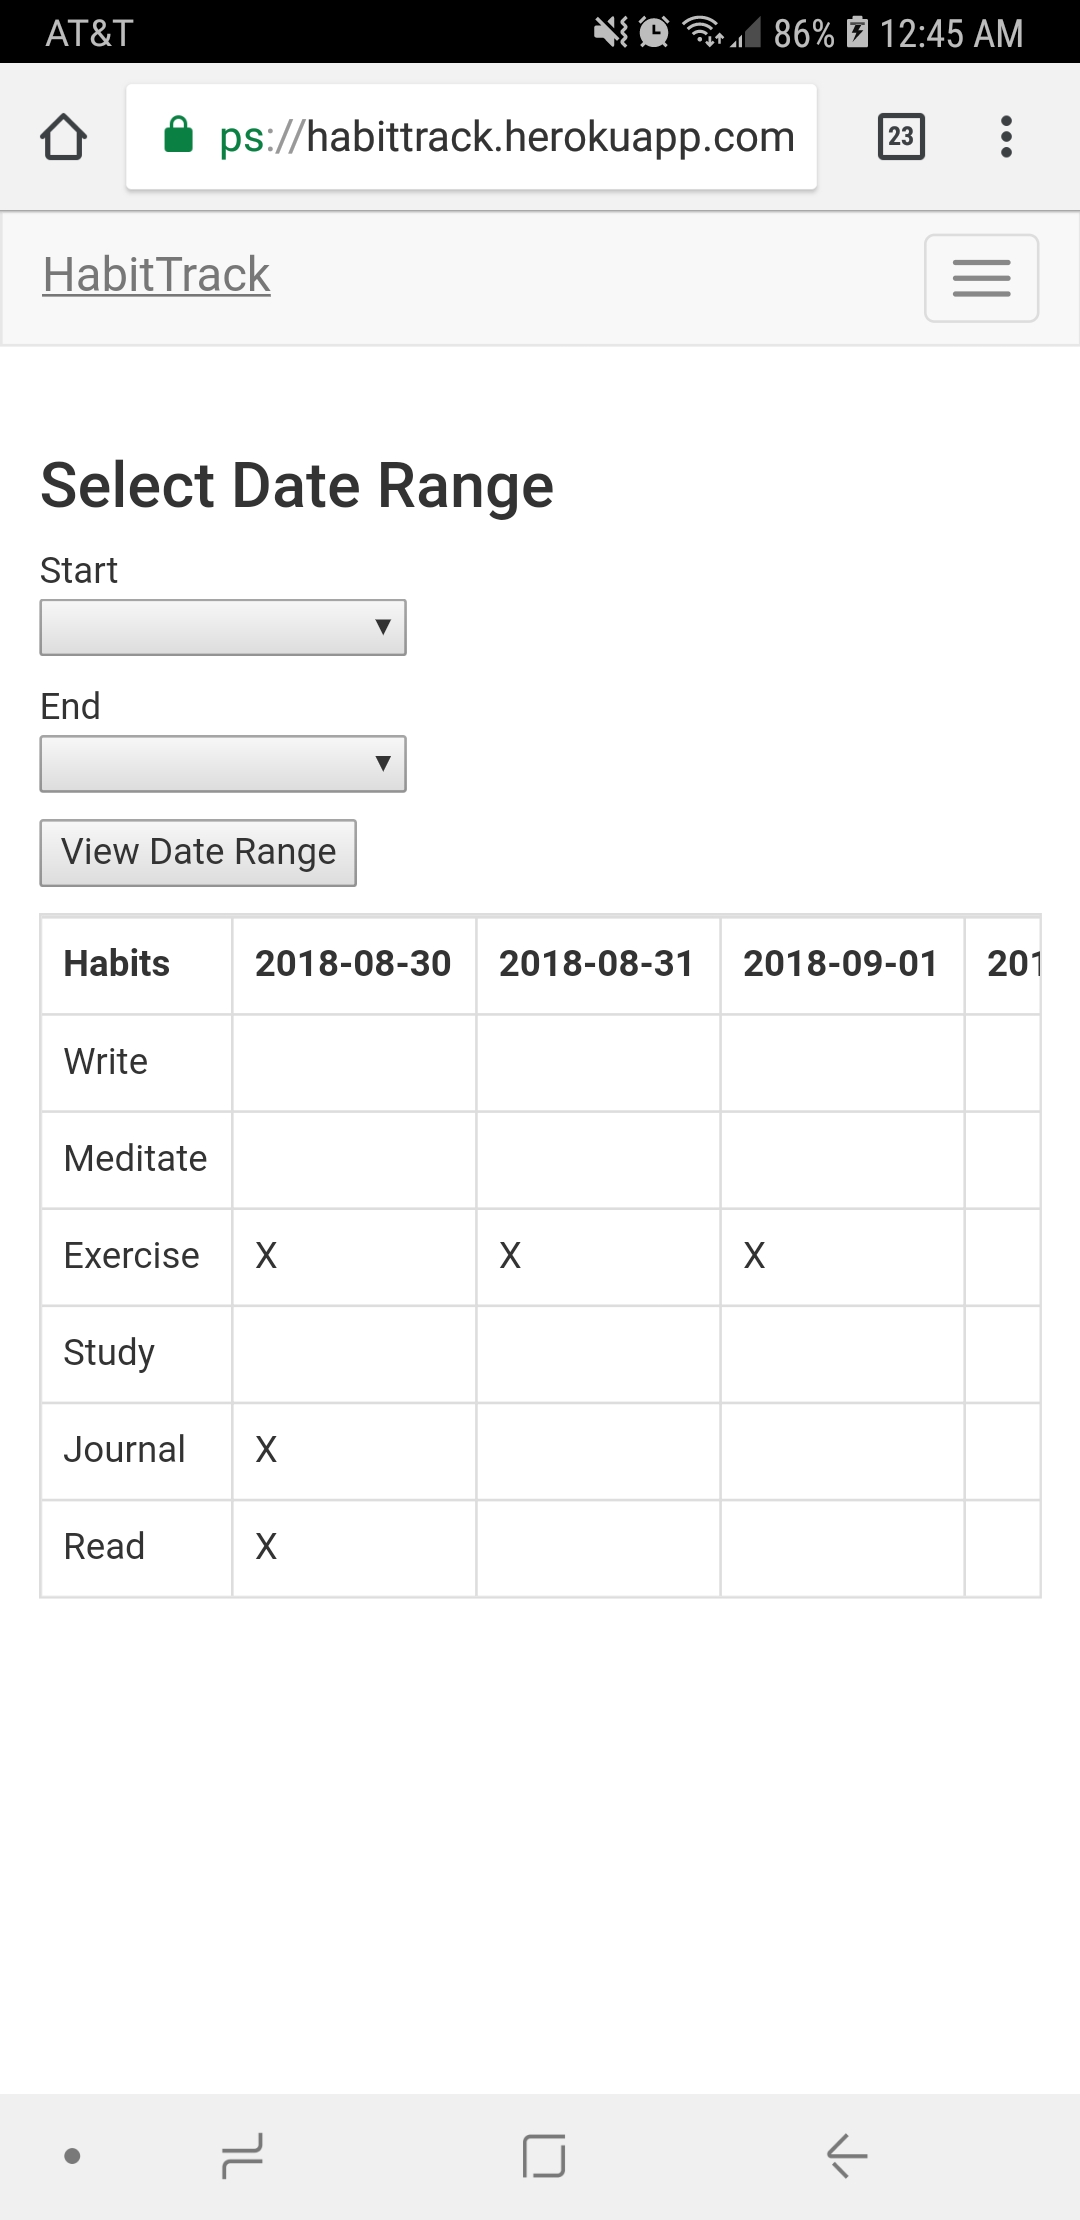 AT&T 86% 12:45 AM
ps://habittrack.herokuapp.com 23
HabitTrack
Select Date Range
Start
End
View Date Range
Habits 2018-08-30 2018-08-31 2018-09-01 201
Write
Meditate
Exercise X X X
Study
Journal X
Read X